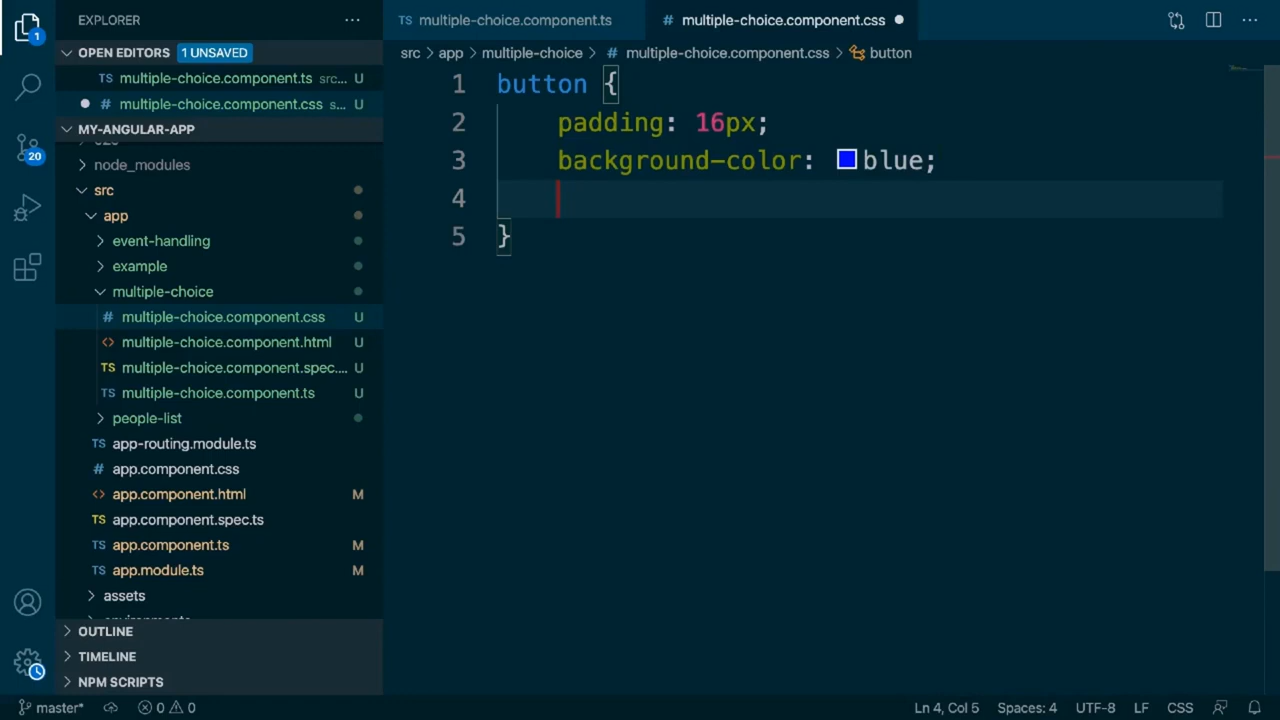 EXPLORER
OPEN EDITORS 1 UNSAVED
TS multiple-choice.component.ts src... U
# multiple-choice.component.css s... U
MY-ANGULAR-APP
node_modules
src
app
event-handling
example
multiple-choice
# multiple-choice.component.css U
<> multiple-choice.component.html U
TS multiple-choice.component.spec.... U
TS multiple-choice.component.ts U
people-list
TS app-routing.module.ts
# app.component.css
<> app.component.html M
TS app.component.spec.ts
TS app.component.ts M
TS app.module.ts M
assets
OUTLINE
TIMELINE
NPM SCRIPTS
1
20
TS multiple-choice.component.ts
# multiple-choice.component.css
src > app > multiple-choice > # multiple-choice.component.css > button
1 button {
2 padding: 16px;
3 background-color: blue;
4
5 }
master* 0 0 Ln 4, Col 5 Spaces: 4 UTF-8 LF CSS